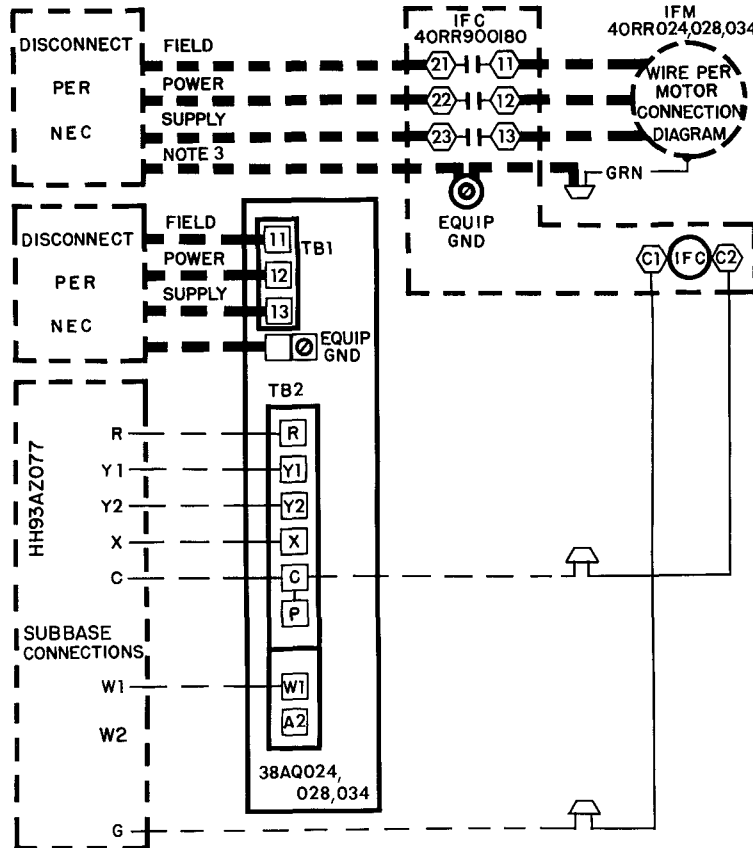 DISCONNECT
PER
NEC
FIELD
POWER
SUPPLY
NOTE 3
IFC
40RR900180
21
11
22
12
23
13
EQUIP
GND
IFM
40RR024,028,034
WIRE PER
MOTOR
CONNECTION
DIAGRAM
GRN
C1
IFC
C2
DISCONNECT
PER
NEC
FIELD
POWER
SUPPLY
11
12
13
TB1
EQUIP
GND
TB2
HH93AZ077
SUBBASE
CONNECTIONS
R
R
Y1
Y1
Y2
Y2
X
X
C
C
P
W1
W1
W2
A2
38AQ024,
028,034
G